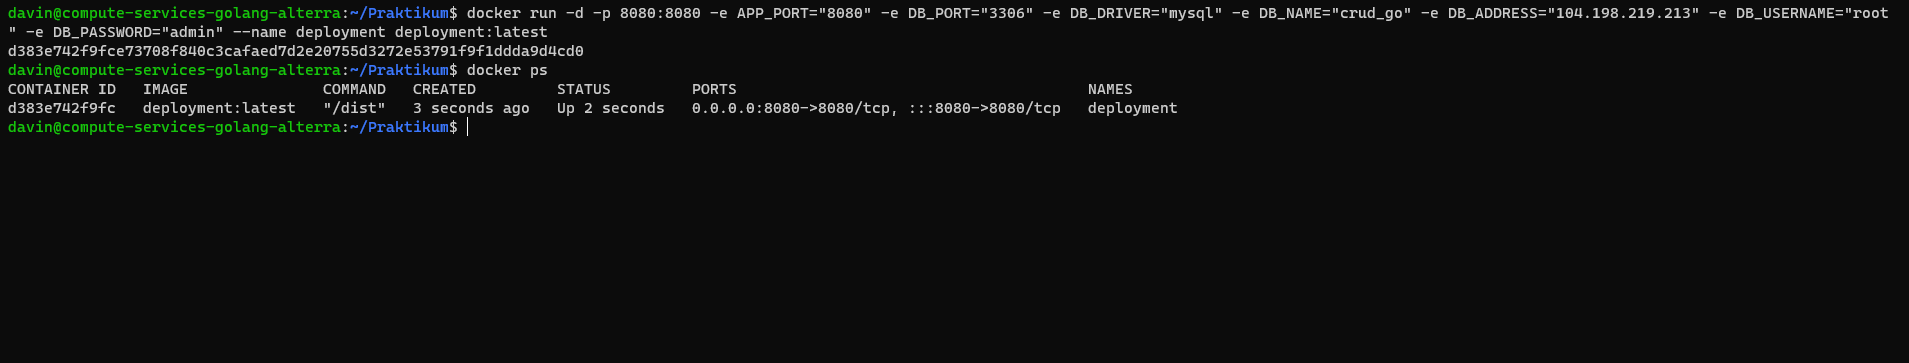 davin@compute-services-golang-alterra:~/Praktikum$ docker run -d -p 8080:8080 -e APP_PORT="8080" -e DB_PORT="3306" -e DB_DRIVER="mysql" -e DB_NAME="crud_go" -e DB_ADDRESS="104.198.219.213" -e DB_USERNAME="root
" -e DB_PASSWORD="admin" --name deployment deployment:latest
d383e742f9fce73708f840c3cafaed7d2e20755d3272e53791f9f1ddda9d4cd0
davin@compute-services-golang-alterra:~/Praktikum$ docker ps
CONTAINER ID   IMAGE               COMMAND   CREATED         STATUS         PORTS                                       NAMES
d383e742f9fc   deployment:latest   "/dist"   3 seconds ago   Up 2 seconds   0.0.0.0:8080->8080/tcp, :::8080->8080/tcp   deployment
davin@compute-services-golang-alterra:~/Praktikum$